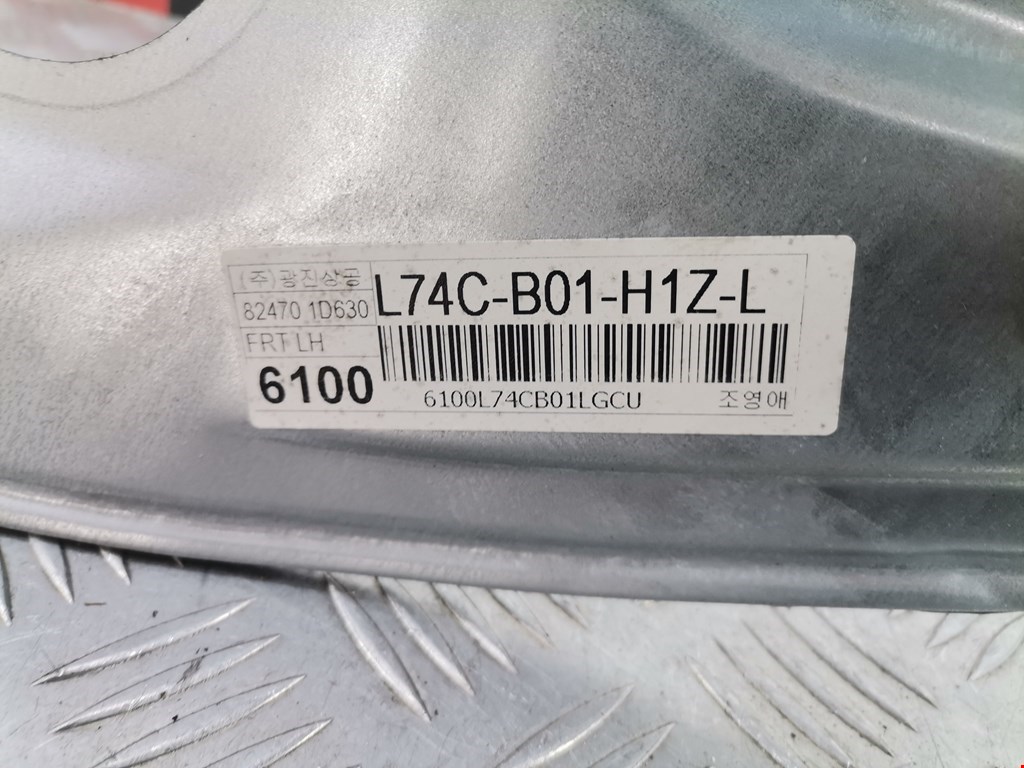 (주)광진상공
82470 1D630
FRT LH
6100
L74C-B01-H1Z-L
6100L74CB01LGCU
조영애